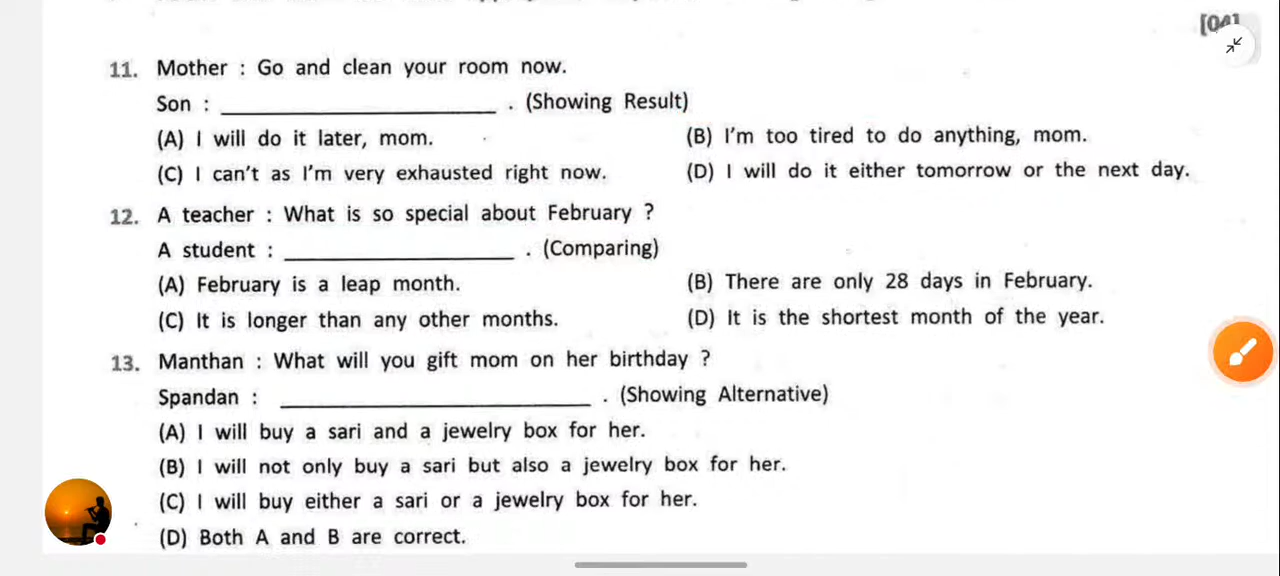 [04]
11. Mother : Go and clean your room now.
Son : ____________________ . (Showing Result)
(A) I will do it later, mom. (B) I'm too tired to do anything, mom.
(C) I can't as I'm very exhausted right now. (D) I will do it either tomorrow or the next day.
12. A teacher : What is so special about February ?
A student : ____________________ . (Comparing)
(A) February is a leap month. (B) There are only 28 days in February.
(C) It is longer than any other months. (D) It is the shortest month of the year.
13. Manthan : What will you gift mom on her birthday ?
Spandan : ____________________ . (Showing Alternative)
(A) I will buy a sari and a jewelry box for her.
(B) I will not only buy a sari but also a jewelry box for her.
(C) I will buy either a sari or a jewelry box for her.
(D) Both A and B are correct.